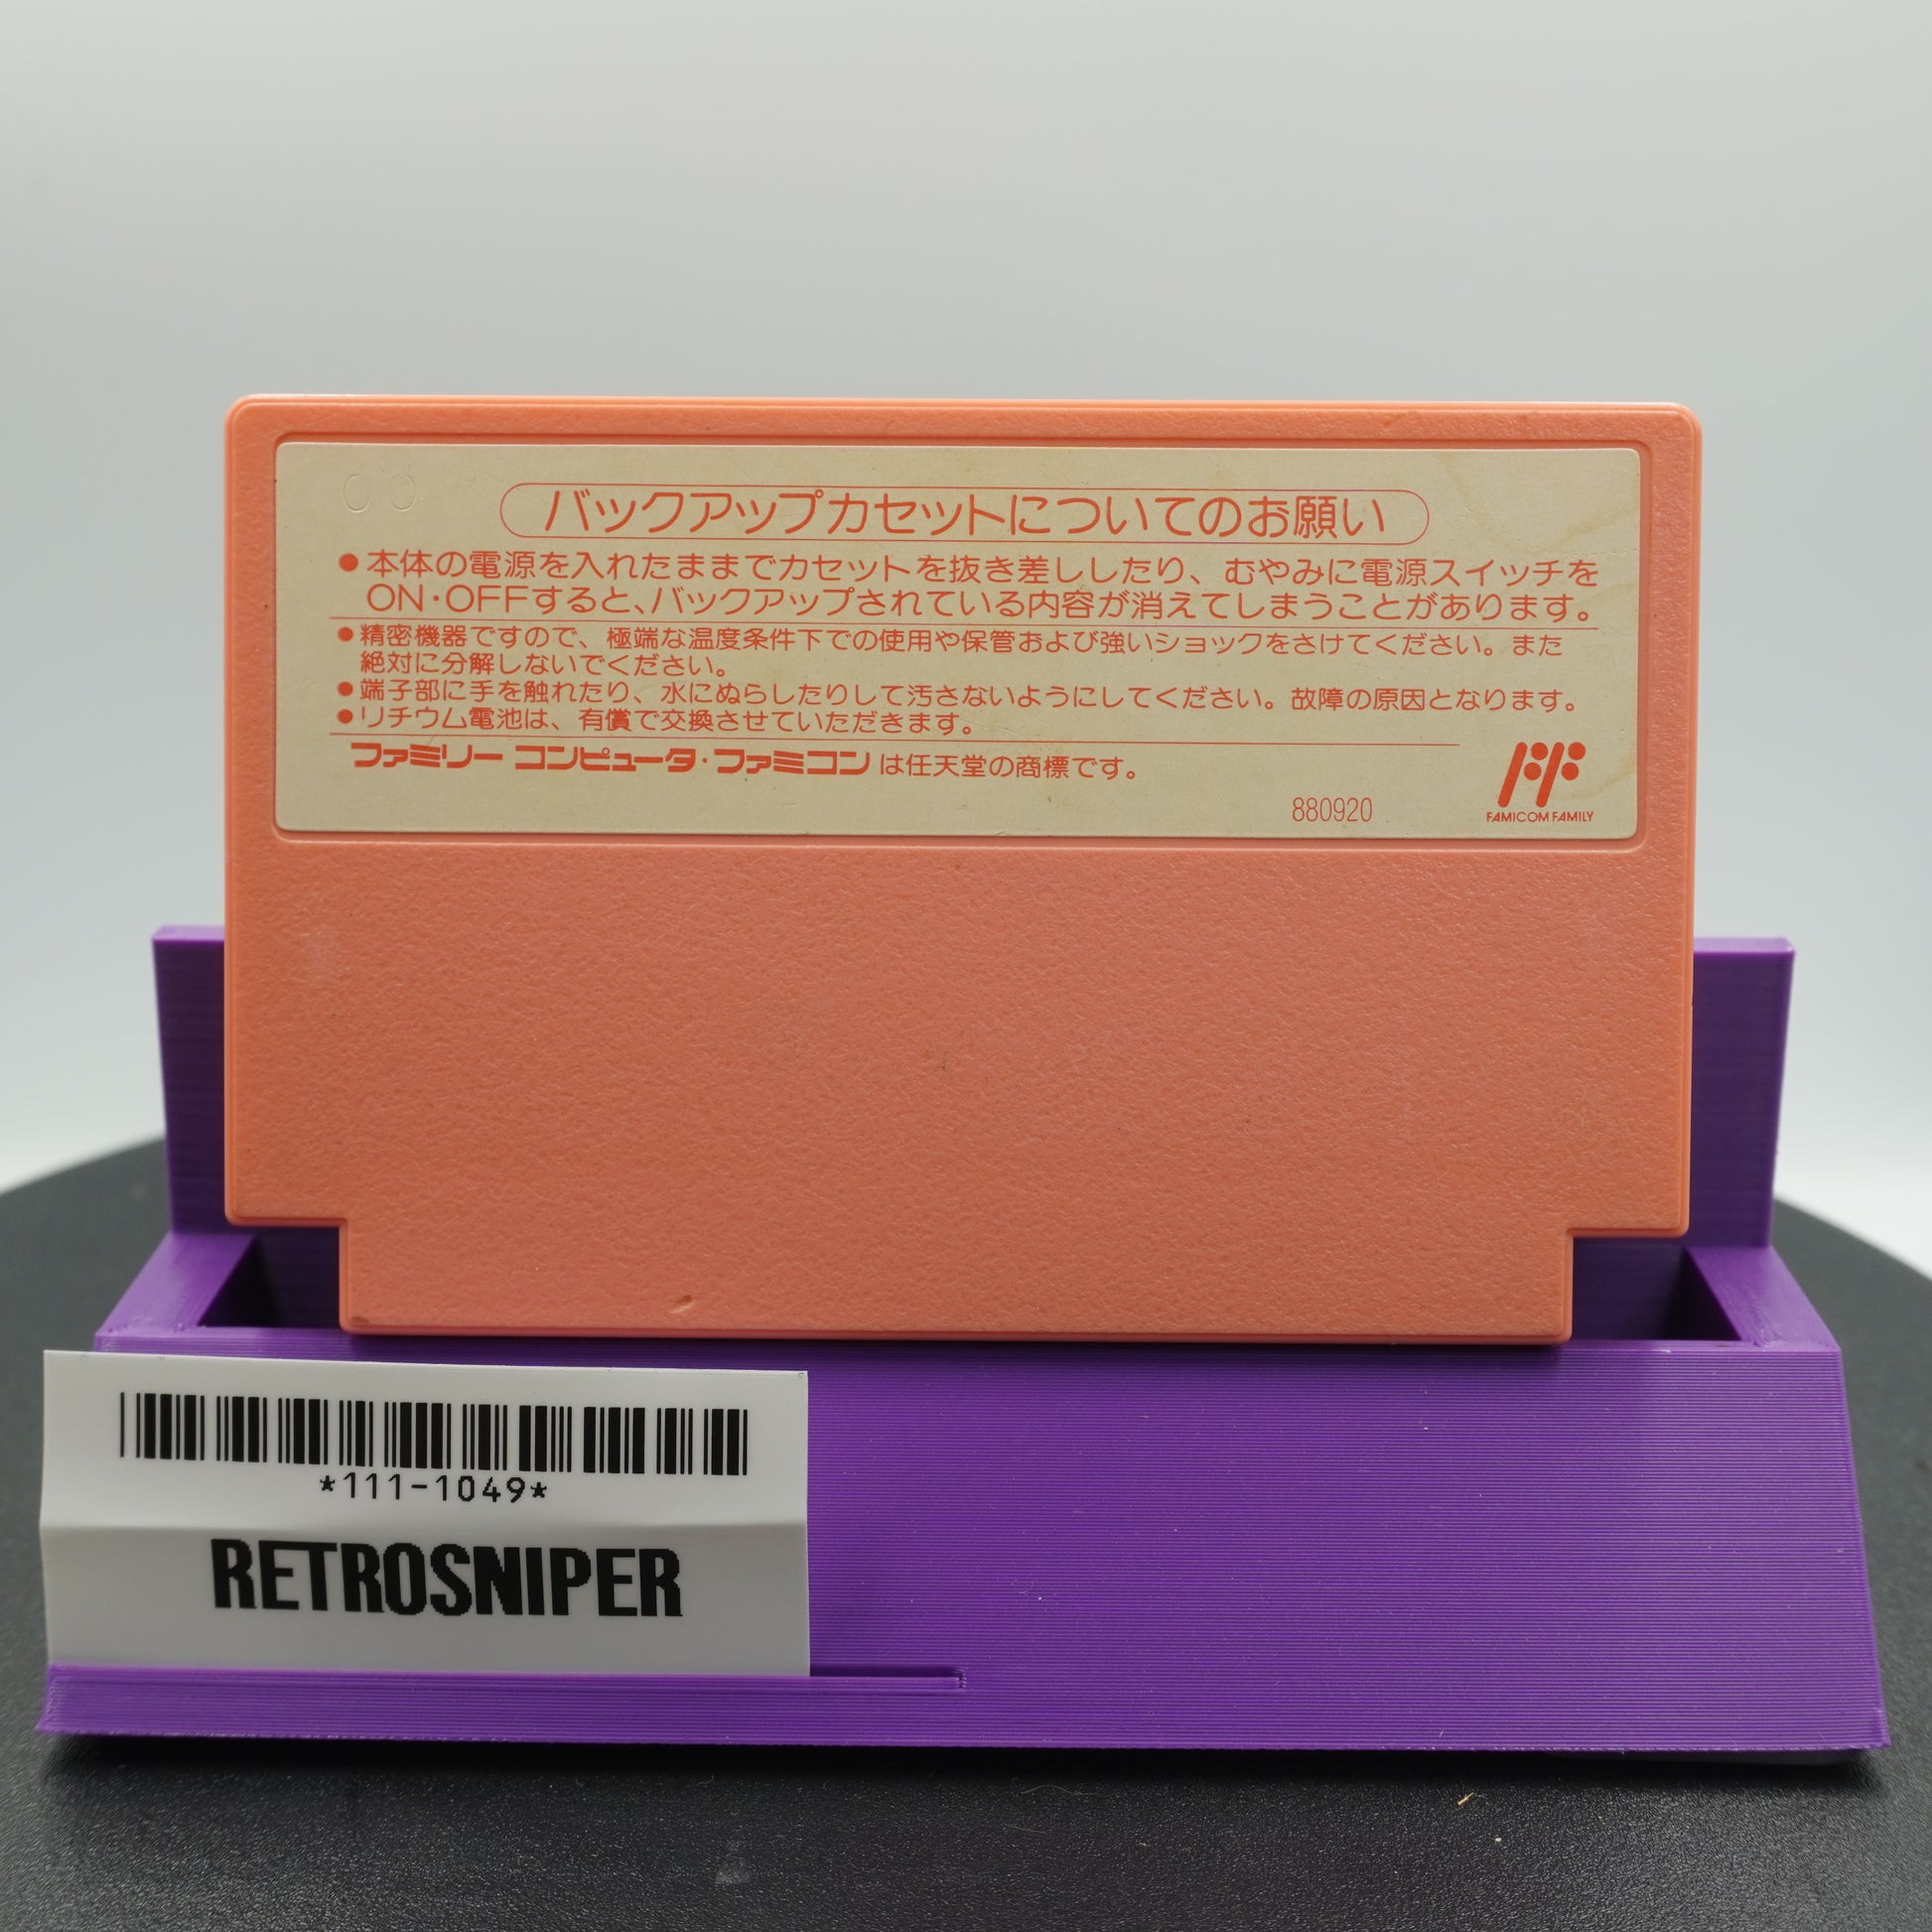 バックアップカセットについてのお願い
●本体の電源を入れたままでカセットを抜き差ししたり、むやみに電源スイッチを
ON・OFFすると、バックアップされている内容が消えてしまうことがあります。
●精密機器ですので、極端な温度条件下での使用や保管および強いショックをさけてください。また
絶対に分解しないでください。
●端子部に手を触れたり、水にぬらしたりして汚さないようにしてください。故障の原因となります。
●リチウム電池は、有償で交換させていただきます。
ファミリー コンピュータ・ファミコン は任天堂の商標です。
880920
FAMICOM FAMILY
*111-1049*
RETROSNIPER